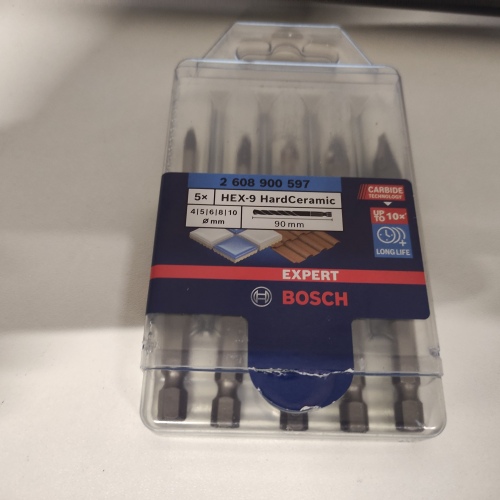 2 608 900 597
5× HEX-9 HardCeramic
4|5|6|8|10
Ø mm
90 mm
CARBIDE
TECHNOLOGY
UP TO 10×
LONG LIFE
EXPERT
BOSCH